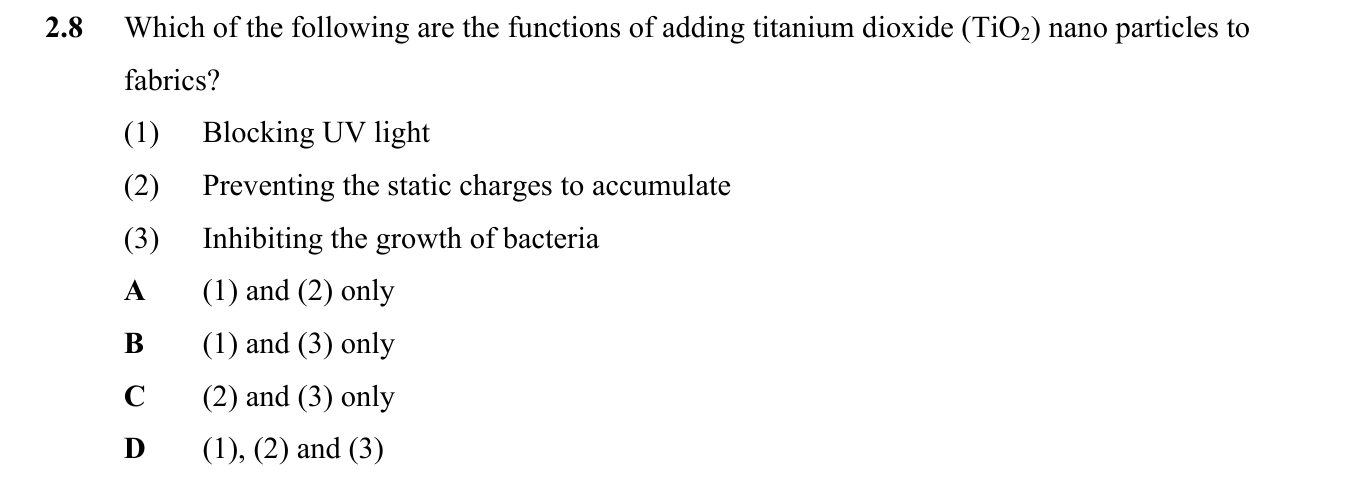 2.8 Which of the following are the functions of adding titanium dioxide (TiO₂) nano particles to
fabrics?
(1) Blocking UV light
(2) Preventing the static charges to accumulate
(3) Inhibiting the growth of bacteria
A (1) and (2) only
B (1) and (3) only
C (2) and (3) only
D (1), (2) and (3)